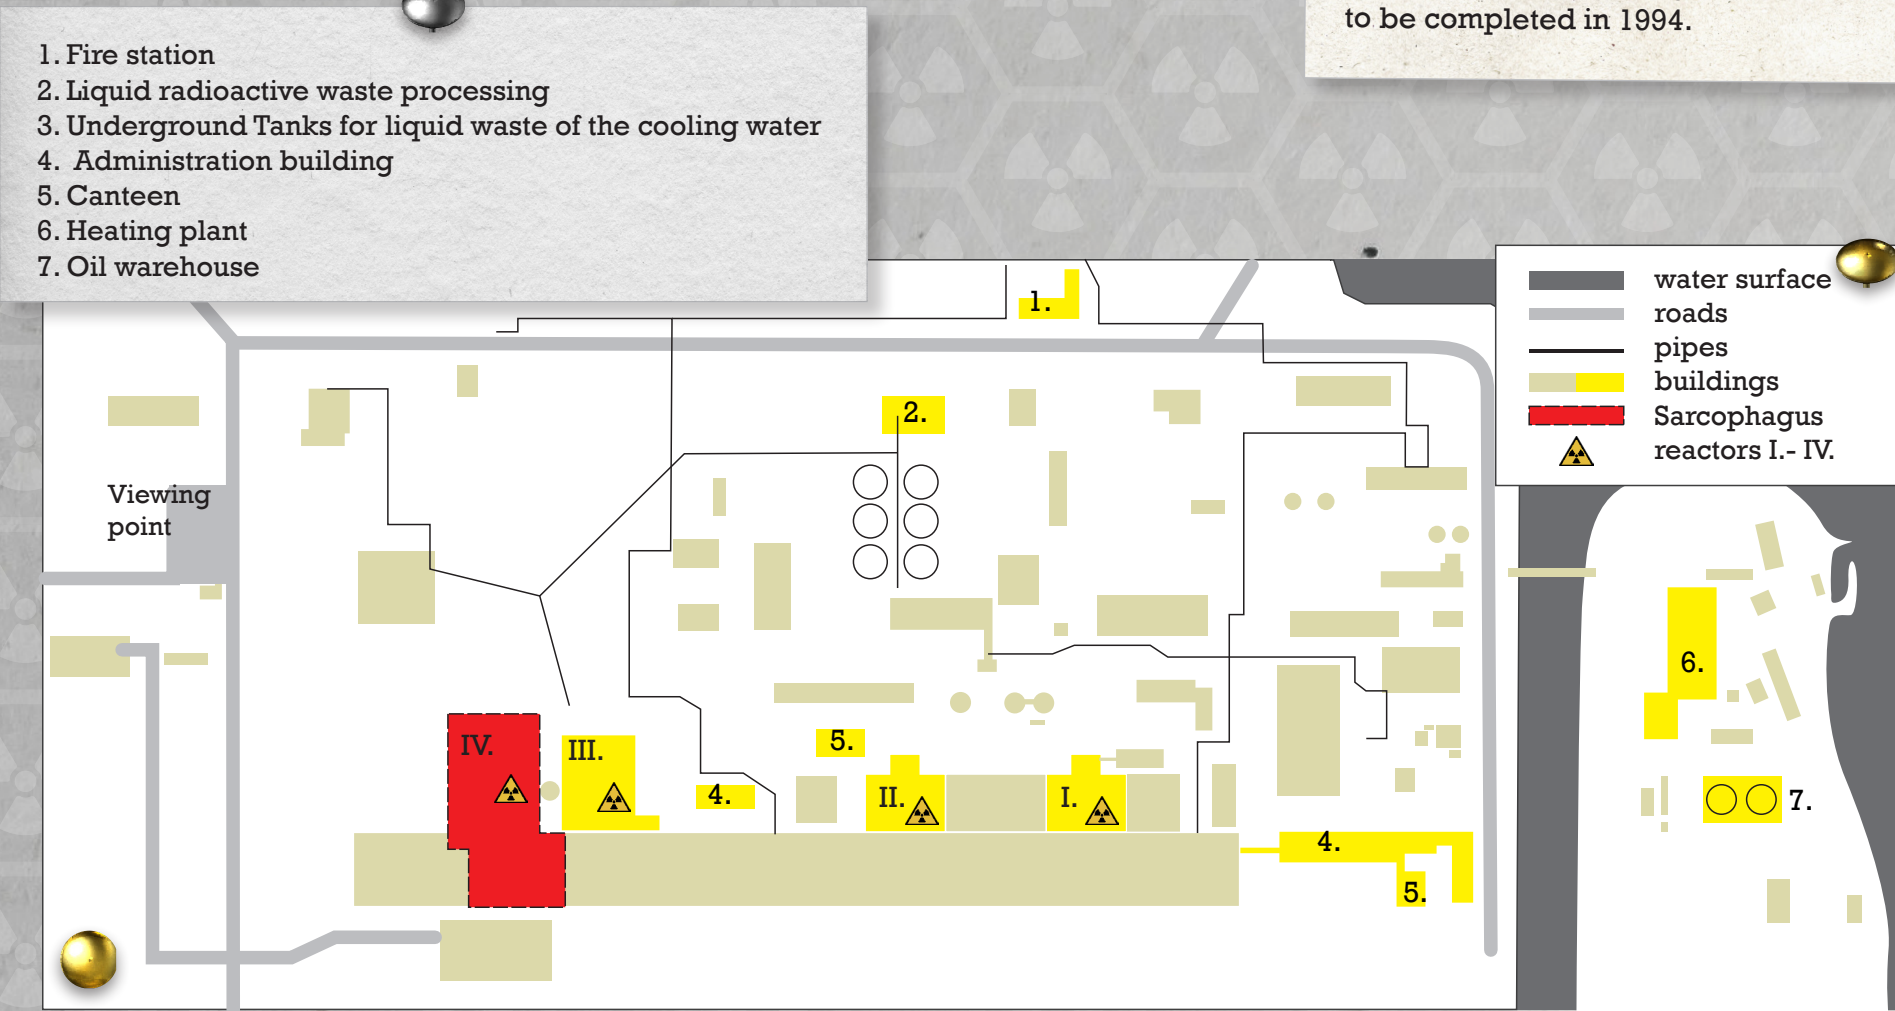 to be completed in 1994.
1. Fire station
2. Liquid radioactive waste processing
3. Underground Tanks for liquid waste of the cooling water
4. Administration building
5. Canteen
6. Heating plant
7. Oil warehouse
water surface
roads
pipes
buildings
Sarcophagus
reactors I.- IV.
1.
2.
Viewing
point
6.
IV.
III.
5.
4.
II.
I.
7.
4.
5.